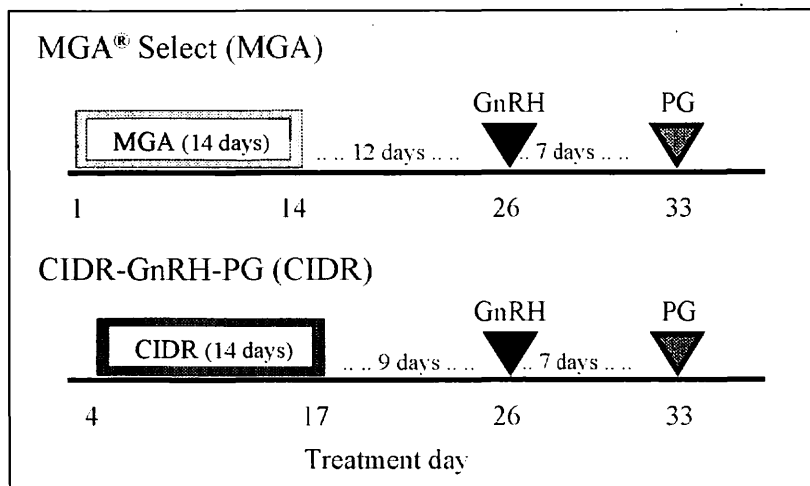 MGA® Select (MGA)
GnRH PG
MGA (14 days)
.. .. 12 days .. .. .. 7 days .. ..
1 14 26 33
CIDR-GnRH-PG (CIDR)
GnRH PG
CIDR (14 days)
.. .. 9 days .. .. .. 7 days .. ..
4 17 26 33
Treatment day